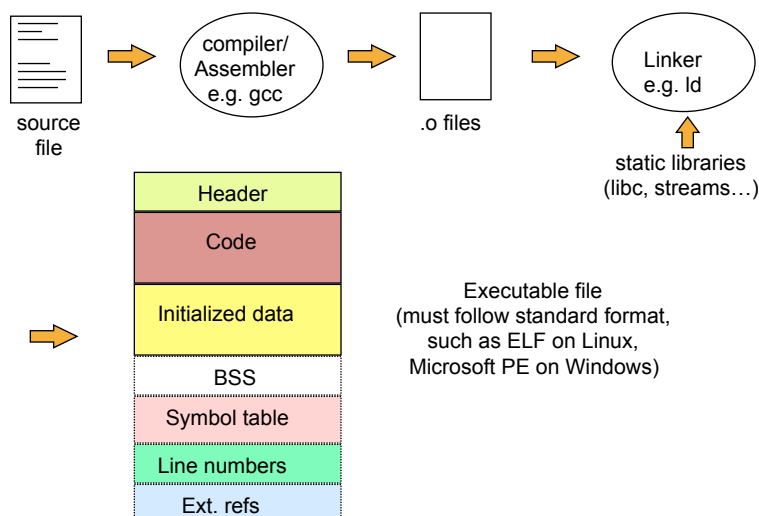 source
file
compiler/
Assembler
e.g. gcc
.o files
Linker
e.g. ld
static libraries
(libc, streams…)
Header
Code
Initialized data
BSS
Symbol table
Line numbers
Ext. refs
Executable file
(must follow standard format,
such as ELF on Linux,
Microsoft PE on Windows)